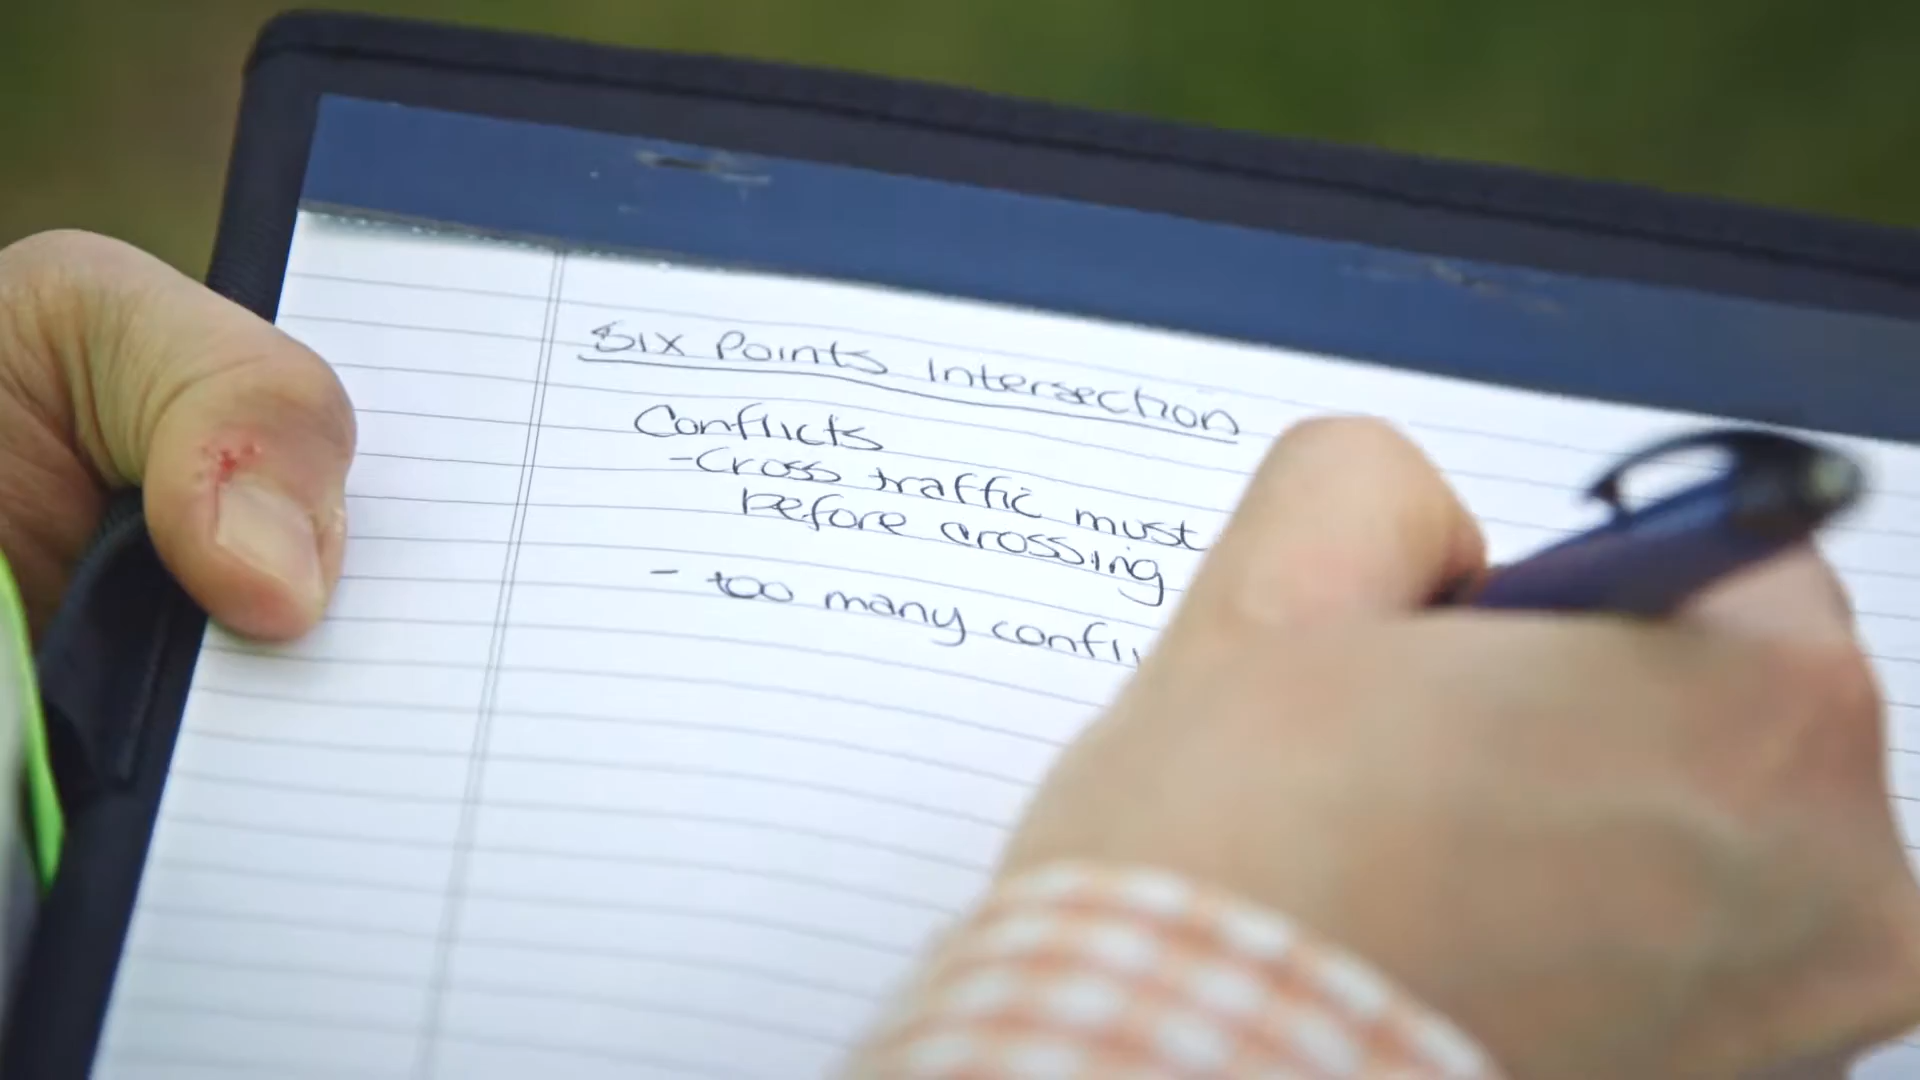 Six Points Intersection
Conflicts
- Cross traffic must
before crossing
- too many